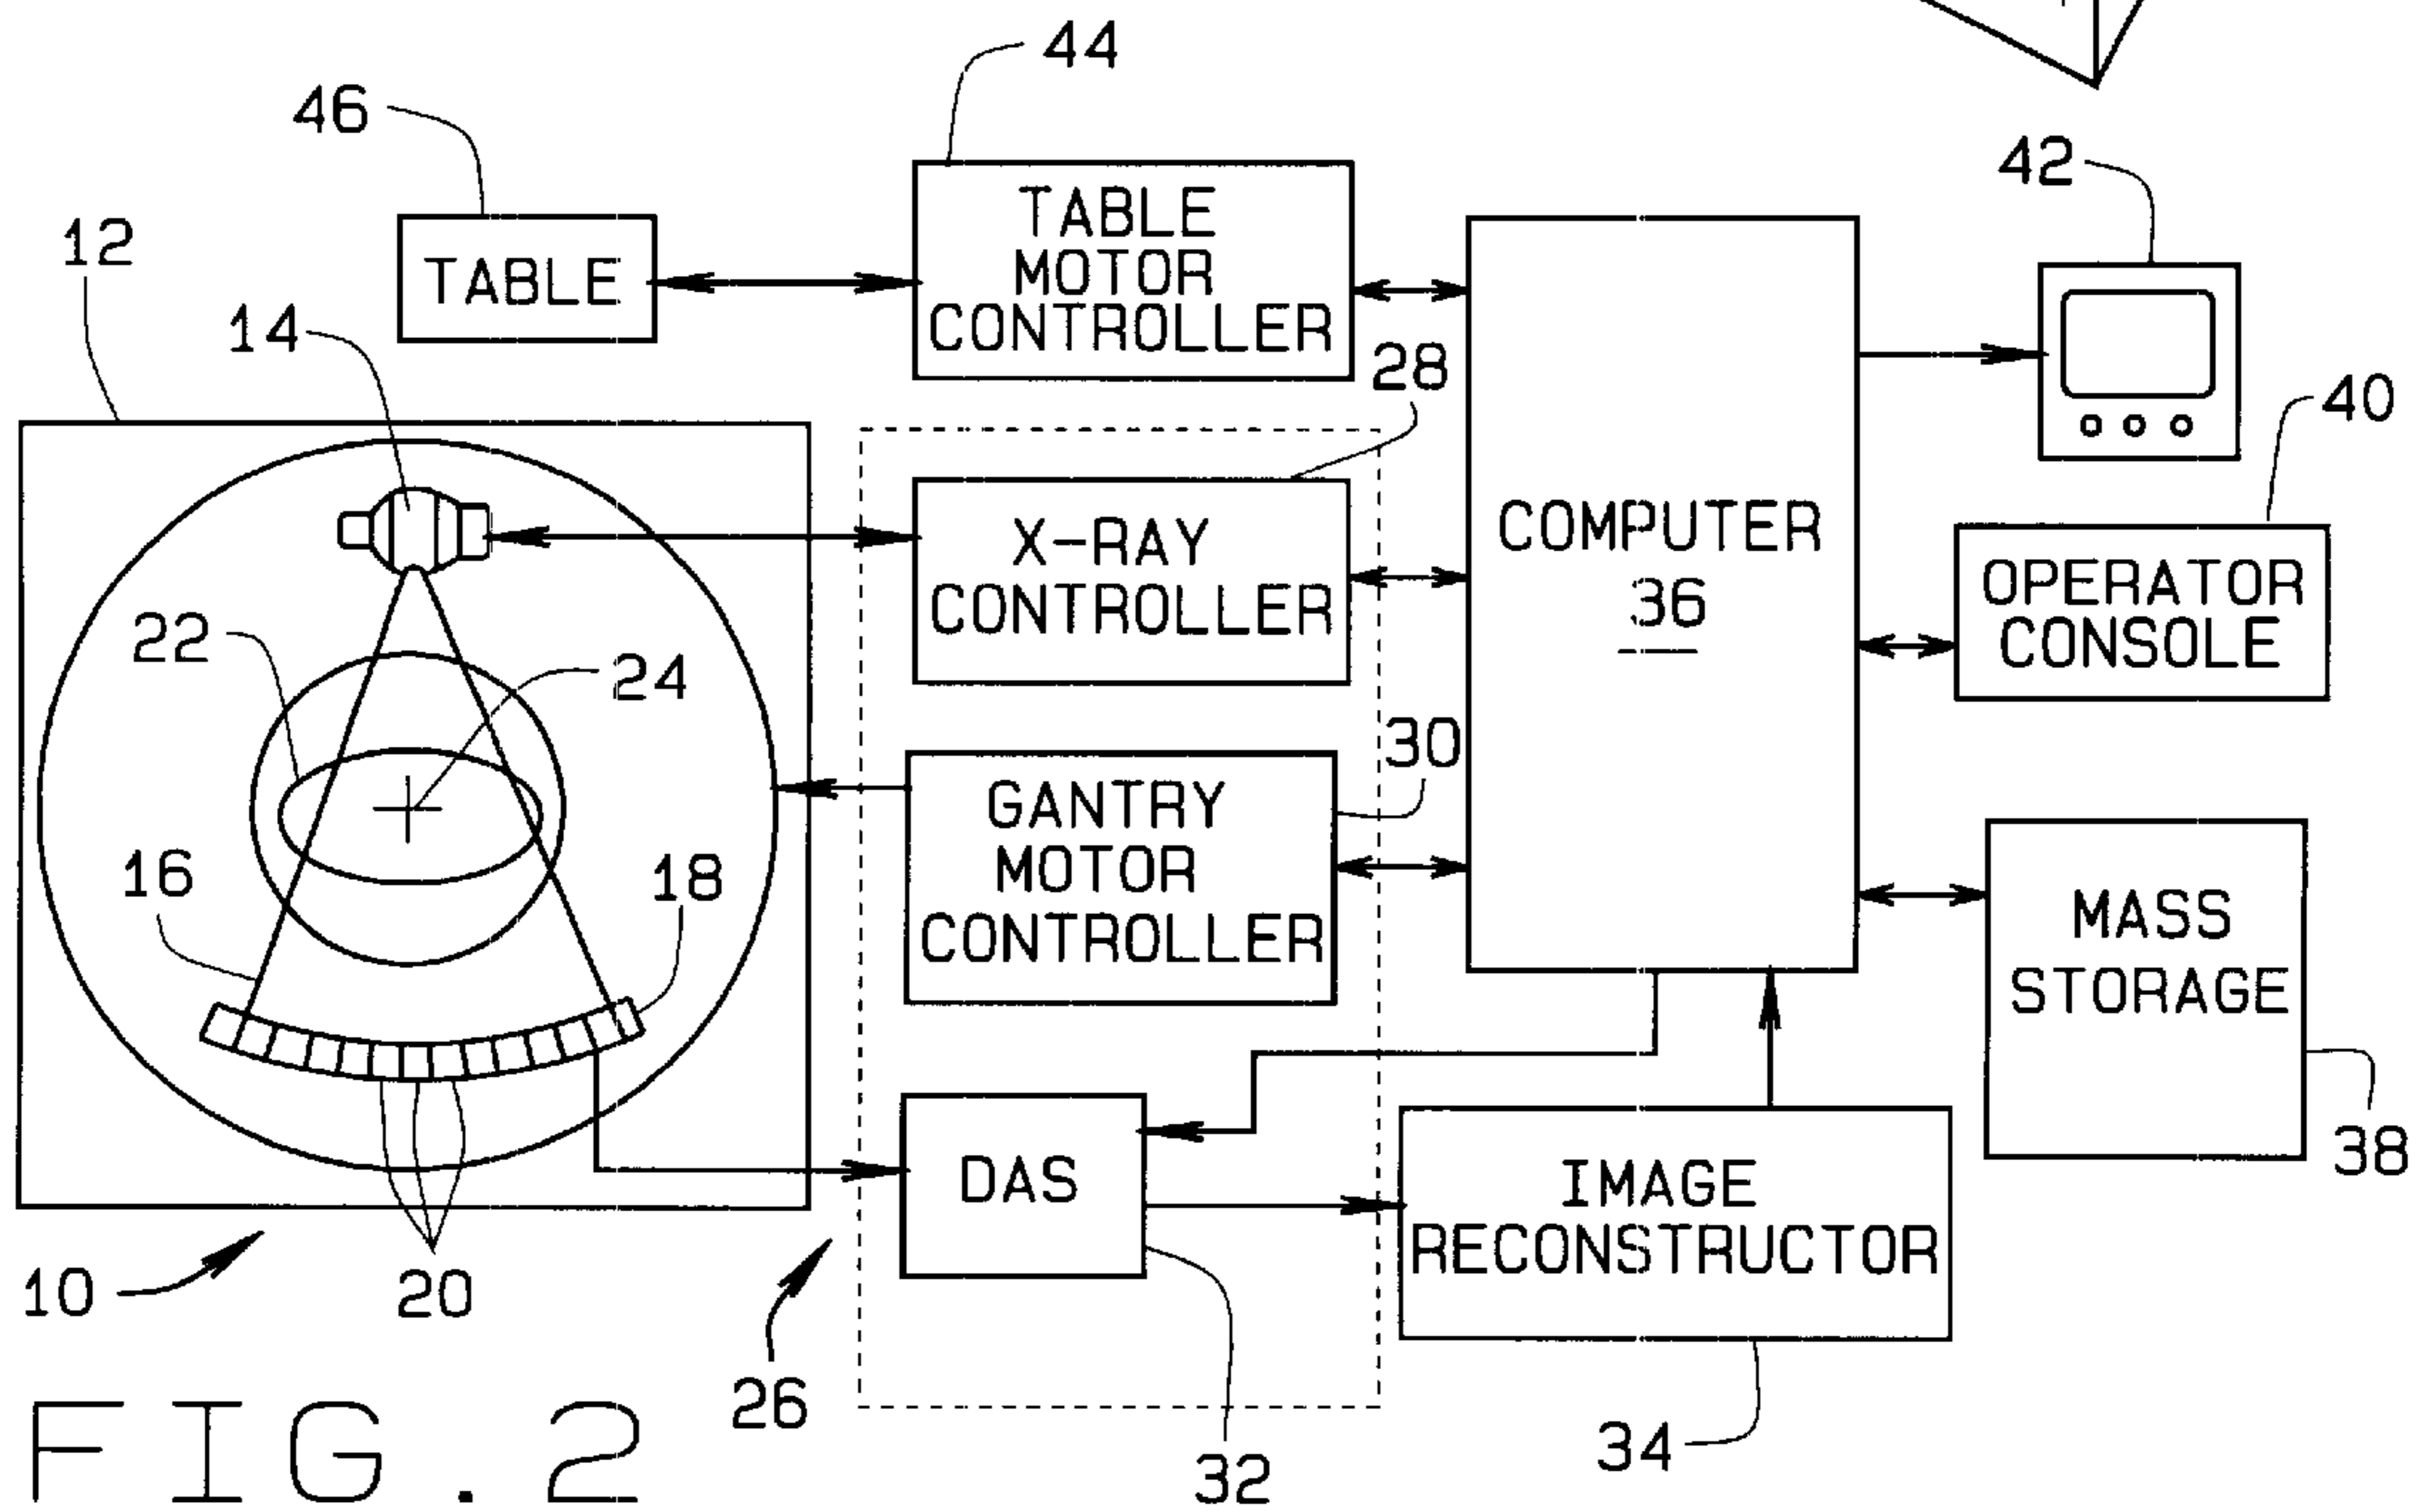 44
46
42
12
TABLE
MOTOR
CONTROLLER
TABLE
14
28
40
COMPUTER
36
X-RAY
CONTROLLER
OPERATOR
CONSOLE
22
24
30
GANTRY
MOTOR
CONTROLLER
16
18
MASS
STORAGE
38
DAS
IMAGE
RECONSTRUCTOR
10
20
26
32
34
FIG. 2